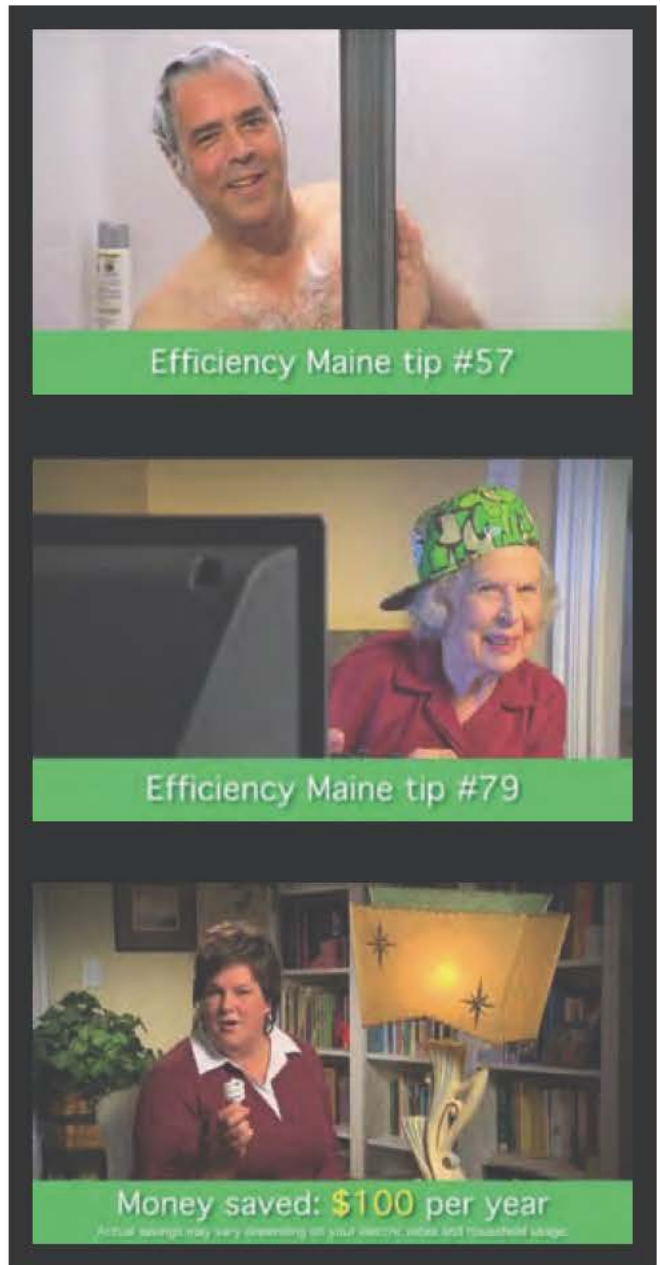 Efficiency Maine tip #57
Efficiency Maine tip #79
Money saved: $100 per year
Actual savings may vary depending on your electric rates and household usage.